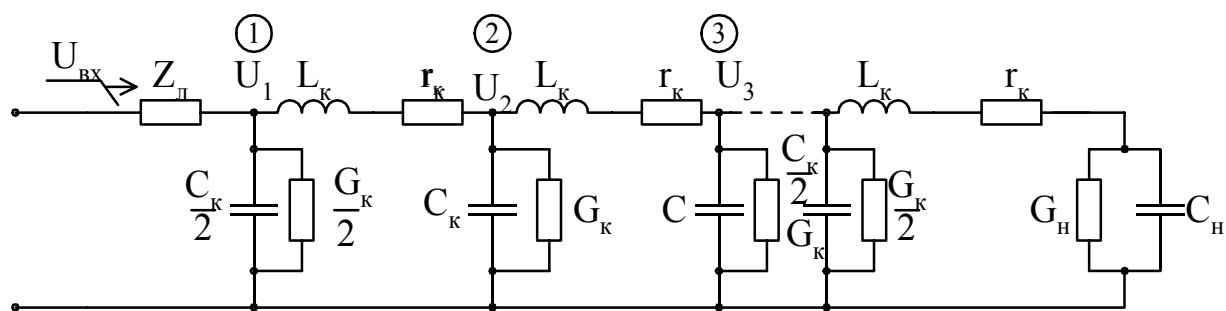 1 2 3
Uвх Zл U1 Lк rк U2 Lк rк U3 Lк rк
Cк/2 Gк/2 Cк Gк C Gк Cк/2 Gк/2 Gн Cн